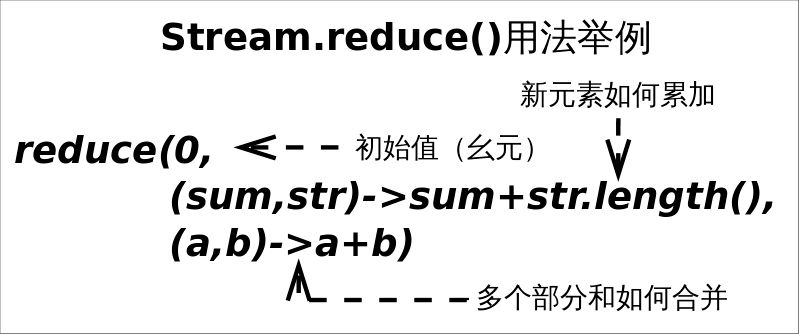 Stream.reduce()用法举例
新元素如何累加
reduce(0, 初始值（幺元）
(sum,str)->sum+str.length(),
(a,b)->a+b)
多个部分和如何合并